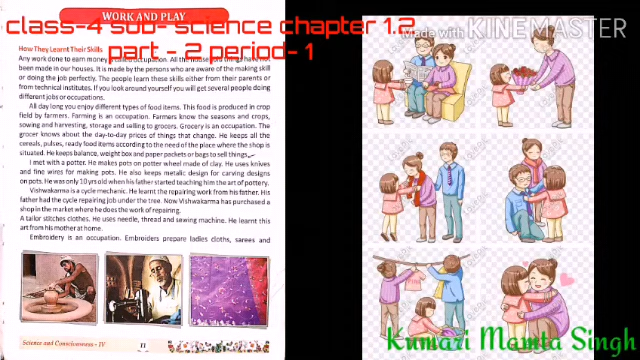 WORK AND PLAY
class-4 sub- science chapter 1.2
part - 2 period- 1
Made with KINEMASTER
How They Learnt Their Skills
Any work done to earn money occupation. All the
been made in our houses. It is made by the persons who are aware of the making skill
or doing the job perfectly. The people learn these skills either from their parents or
from technical institutes. If you look around yourself you will get several people doing
different jobs or occupations.
All day long you enjoy different types of food items. This food is produced in crop
field by farmers. Farming is an occupation. Farmers know the seasons and crops,
sowing and harvesting, storage and selling to grocers. Grocery is an occupation. The
grocer knows about the day-to-day prices of things that change. He keeps all the
cereals, pulses, ready food items according to the need of the place where the shop is
situated. He keeps balance, weight box and paper packets or bags to sell things.
I met with a potter. He makes pots on potter wheel made of clay. He uses knives
and fine wires for making pots. He also keeps metalic design for carving designs
on pots. He was only 10 yrs old when his father started teaching him the art of pottery.
Vishwakarma is a cycle mechanic. He learnt the repairing work from his father. His
father had the cycle repairing job under the tree. Now Vishwakarma has purchased a
shop in the market where he does the work of repairing.
A tailor stitches clothes. He uses needle, thread and sewing machine. He learnt this
art from his mother at home.
Embroidery is an occupation. Embroiders prepare ladies cloths, sarees and
Science and Consciousness - IV
11
Kumari Mamta Singh